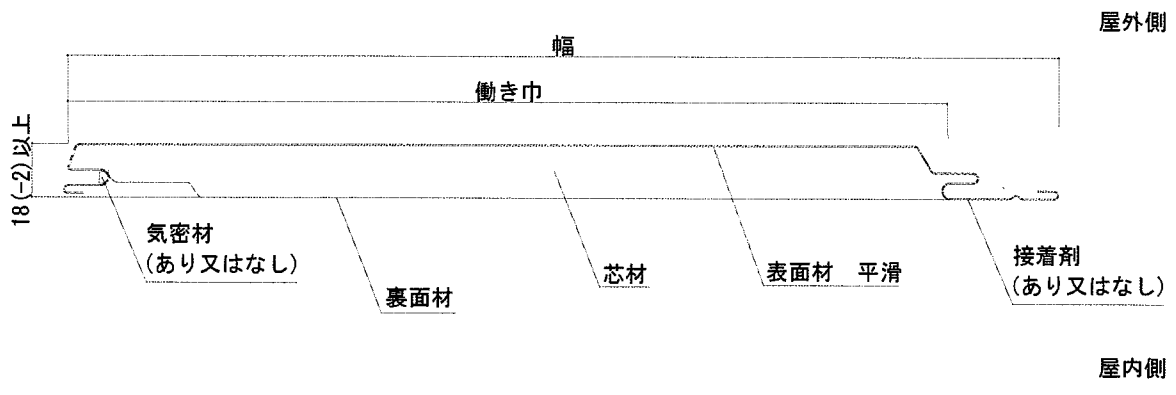 屋外側
幅
働き巾
18(-2)以上
気密材
(あり又はなし)
裏面材
芯材
表面材 平滑
接着剤
(あり又はなし)
屋内側